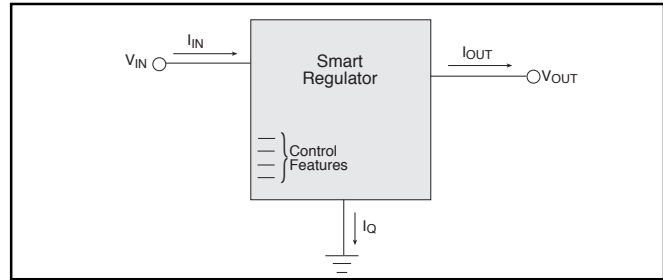 IIN
VIN
Smart
Regulator
IOUT
VOUT
Control
Features
IQ